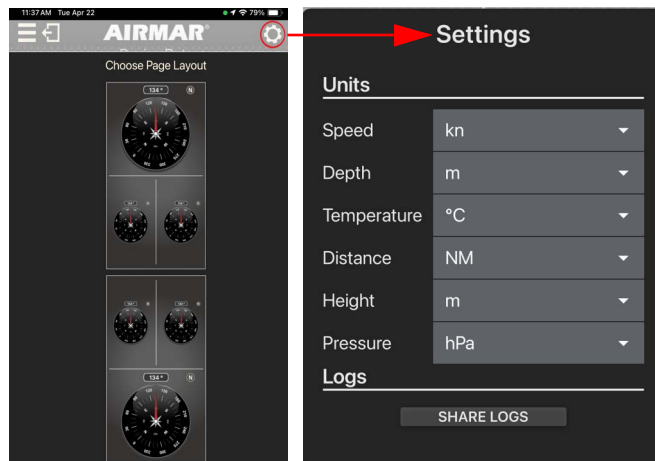 11:37 AM Tue Apr 22
79%
AIRMAR®
Choose Page Layout
134°
N
134°
N
Settings
Units
Speed kn
Depth m
Temperature °C
Distance NM
Height m
Pressure hPa
Logs
SHARE LOGS